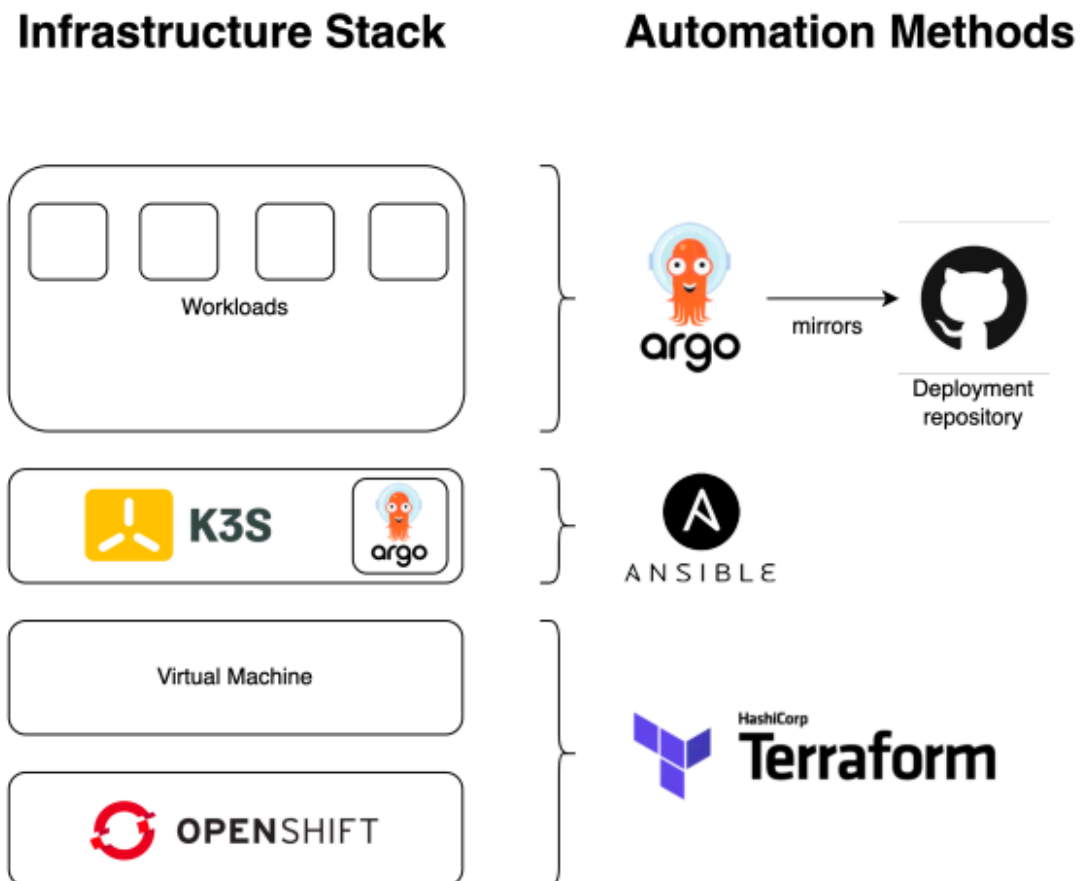 Infrastructure Stack
Automation Methods
Workloads
argo
mirrors
Deployment
repository
K3S
argo
ANSIBLE
Virtual Machine
HashiCorp
Terraform
OPENSHIFT